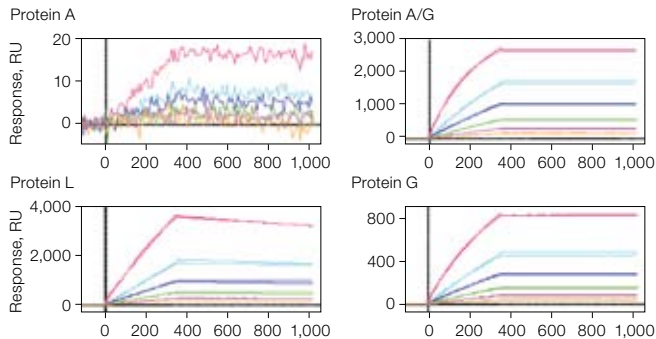 Protein A
Response, RU
20
10
0
0 200 400 600 800 1,000
Protein A/G
3,000
2,000
1,000
0
0 200 400 600 800 1,000
Protein L
Response, RU
4,000
2,000
0
0 200 400 600 800 1,000
Protein G
800
400
0
0 200 400 600 800 1,000